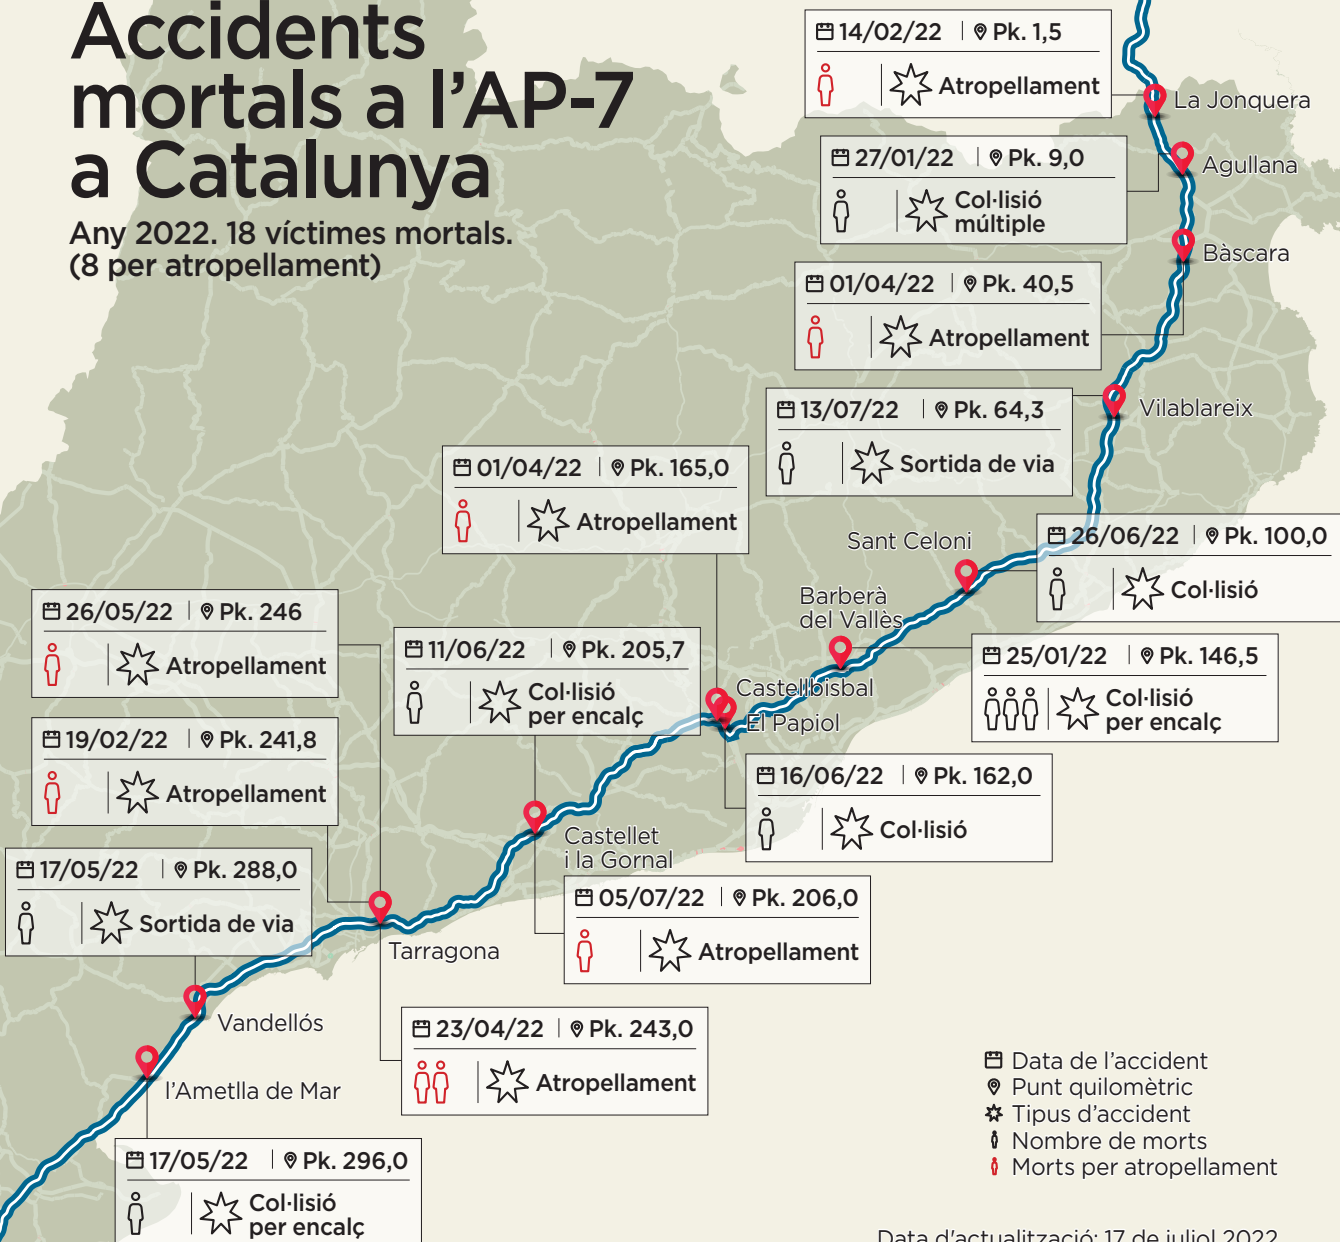 Accidents
mortals a l'AP-7
a Catalunya
Any 2022. 18 víctimes mortals.
(8 per atropellament)
14/02/22 | Pk. 1,5
Atropellament
La Jonquera
27/01/22 | Pk. 9,0
Col·lisió
múltiple
Agullana
01/04/22 | Pk. 40,5
Atropellament
Bàscara
13/07/22 | Pk. 64,3
Sortida de via
Vilablareix
01/04/22 | Pk. 165,0
Atropellament
Sant Celoni
26/06/22 | Pk. 100,0
Col·lisió
Barberà
del Vallès
25/01/22 | Pk. 146,5
Col·lisió
per encalç
26/05/22 | Pk. 246
Atropellament
11/06/22 | Pk. 205,7
Col·lisió
per encalç
Castellbisbal
El Papiol
19/02/22 | Pk. 241,8
Atropellament
16/06/22 | Pk. 162,0
Col·lisió
Castellet
i la Gornal
17/05/22 | Pk. 288,0
Sortida de via
05/07/22 | Pk. 206,0
Atropellament
Tarragona
Vandellós
23/04/22 | Pk. 243,0
Atropellament
l'Ametlla de Mar
17/05/22 | Pk. 296,0
Col·lisió
per encalç
Data de l'accident
Punt quilomètric
Tipus d'accident
Nombre de morts
Morts per atropellament
Data d'actualització: 17 de juliol 2022